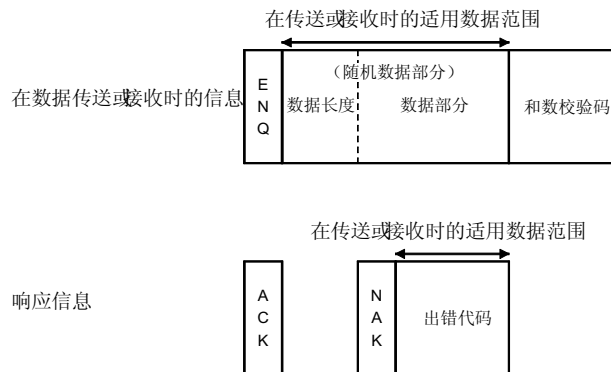 在传送或接收时的适用数据范围
在数据传送或接收时的信息
ENQ
（随机数据部分）
数据长度
数据部分
和数校验码
在传送或接收时的适用数据范围
响应信息
ACK
NAK
出错代码